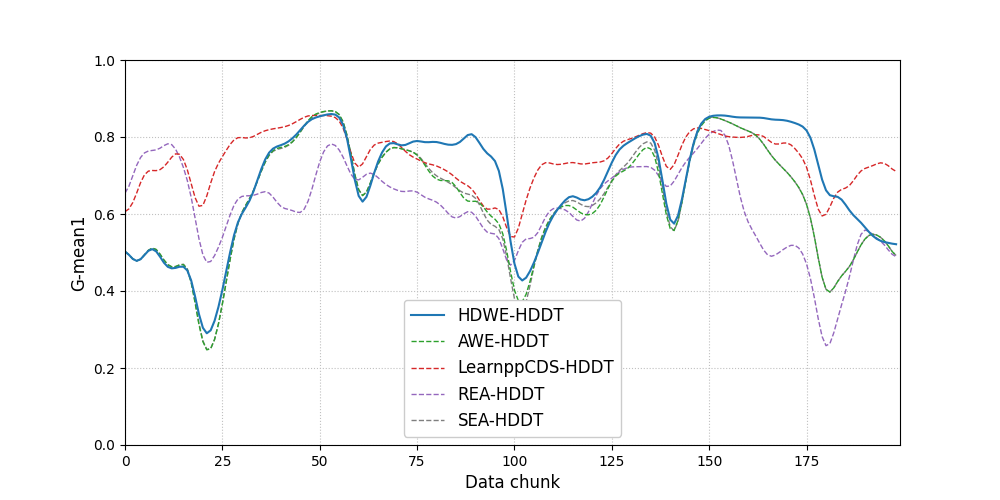 1.0
0.8
0.6
0.4
0.2
0.0
G-mean1
HDWE-HDDT
AWE-HDDT
LearnppCDS-HDDT
REA-HDDT
SEA-HDDT
0 25 50 75 100 125 150 175
Data chunk